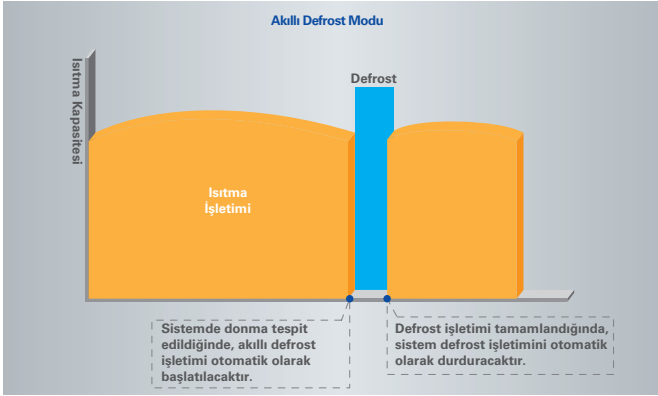 Akıllı Defrost Modu
Isıtma Kapasitesi
Defrost
Isıtma
İşletimi
Sistemde donma tespit
edildiğinde, akıllı defrost
işletimi otomatik olarak
başlatılacaktır.
Defrost işletimi tamamlandığında,
sistem defrost işletimini otomatik
olarak durduracaktır.